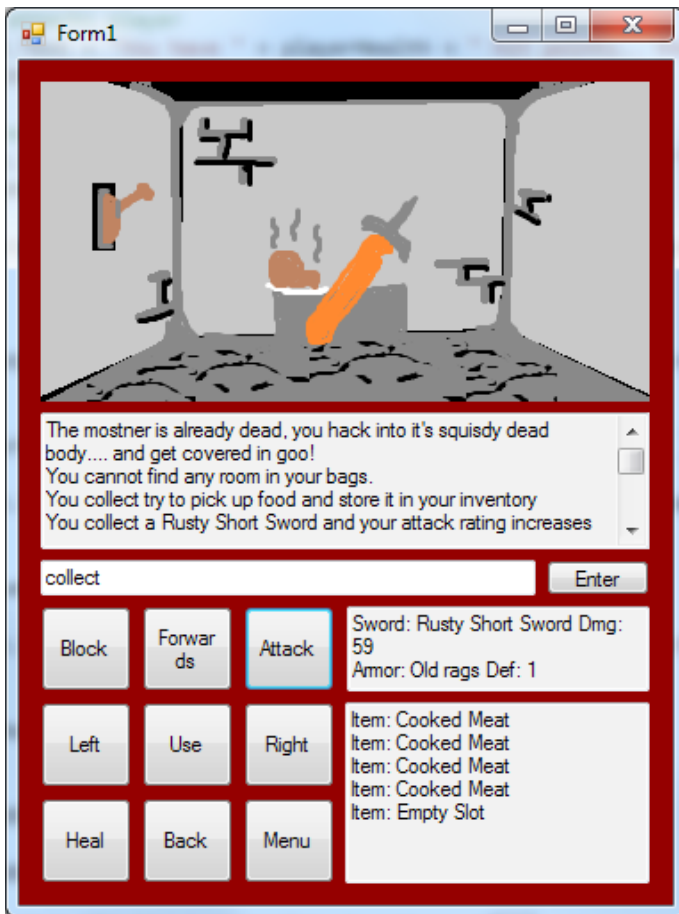 Form1
The mostner is already dead, you hack into it's squisdy dead
body.... and get covered in goo!
You cannot find any room in your bags.
You collect try to pick up food and store it in your inventory
You collect a Rusty Short Sword and your attack rating increases
collect
Enter
Block
Forwar
ds
Attack
Sword: Rusty Short Sword Dmg:
59
Armor: Old rags Def: 1
Left
Use
Right
Item: Cooked Meat
Item: Cooked Meat
Item: Cooked Meat
Item: Cooked Meat
Item: Empty Slot
Heal
Back
Menu